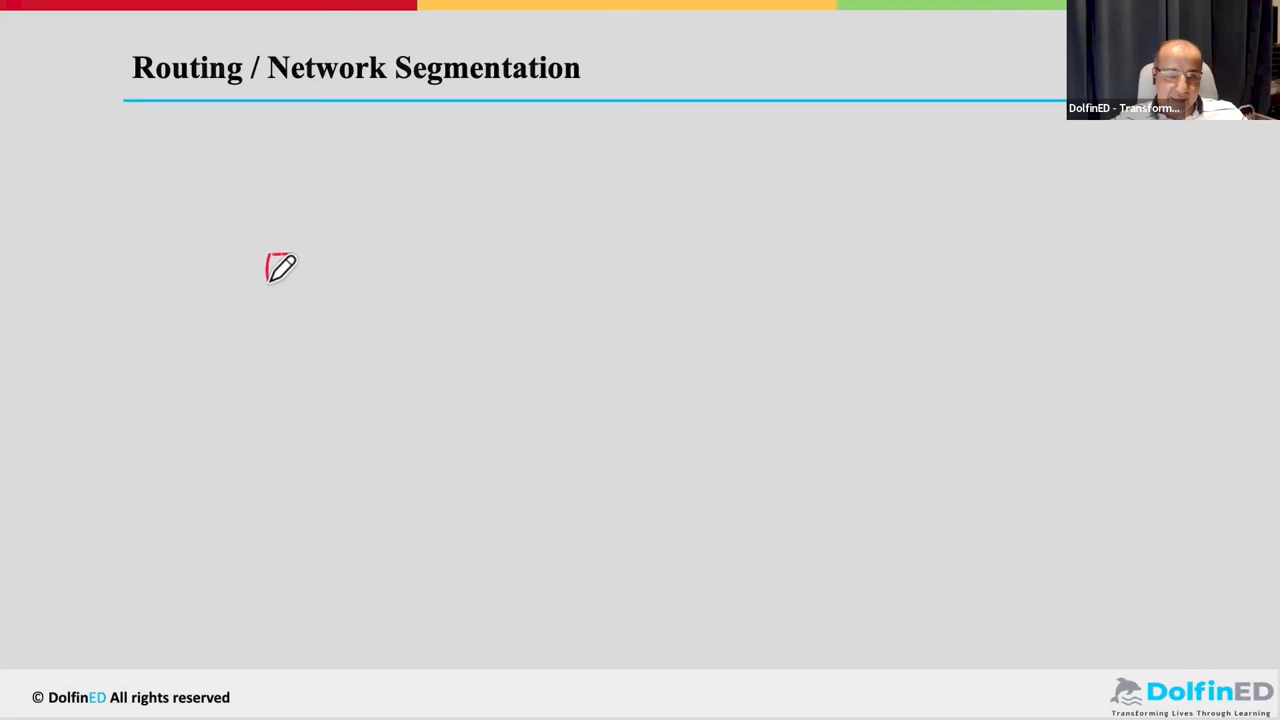 Routing / Network Segmentation
DolfinED - Transform...
© DolfinED All rights reserved
DolfinED
Transforming Lives Through Learning